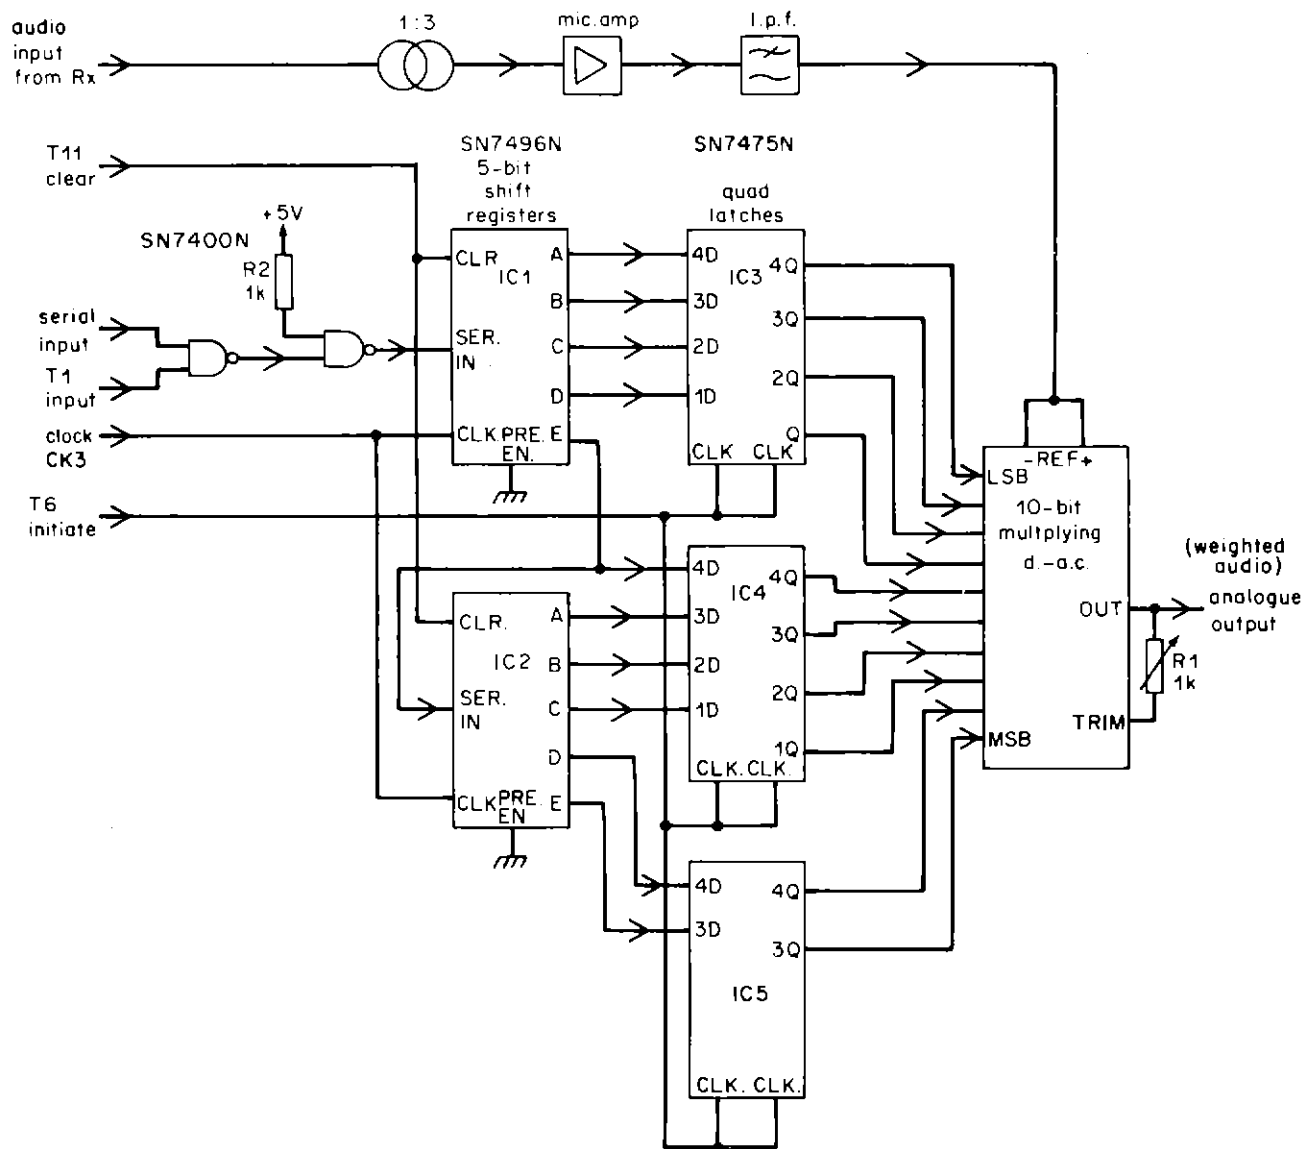 audio
input
from Rx
1:3
mic.amp
l.p.f.
T11
clear
SN7496N
5-bit
shift
registers
SN7475N
quad
latches
+5V
SN7400N
R2
1k
serial
input
T1
input
clock
CK3
T6
initiate
CLR
IC1
SER.
IN
CLK
PRE.
EN.
A
B
C
D
E
4D
3D
2D
1D
IC3
4Q
3Q
2Q
Q
CLK
CLK
-REF+
LSB
10-bit
multplying
d.-a.c.
OUT
TRIM
MSB
(weighted
audio)
analogue
output
R1
1k
CLR.
IC2
SER.
IN
CLK
PRE.
EN
A
B
C
D
E
4D
3D
2D
1D
IC4
4Q
3Q
2Q
1Q
CLK.
CLK.
4D
3D
4Q
3Q
IC5
CLK.
CLK.